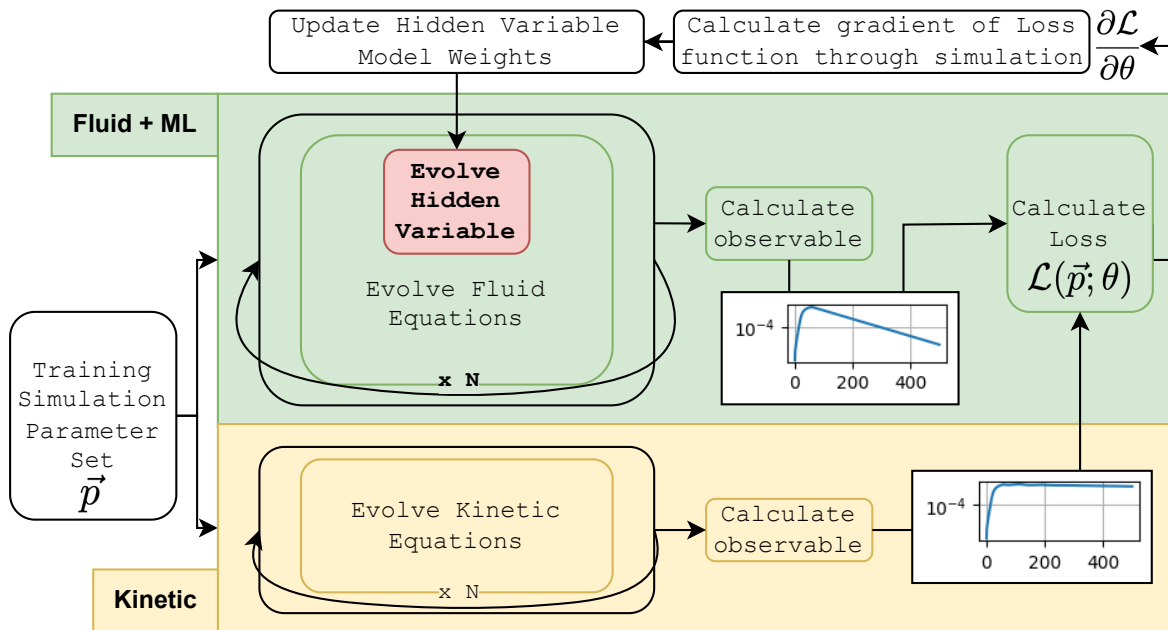 Update Hidden Variable
Model Weights
Calculate gradient of Loss
function through simulation
∂ℒ
∂θ
Fluid + ML
Evolve
Hidden
Variable
Evolve Fluid
Equations
x N
Calculate
observable
10⁻⁴
0 200 400
Calculate
Loss
ℒ(p⃗; θ)
Training
Simulation
Parameter
Set
p⃗
Kinetic
Evolve Kinetic
Equations
x N
Calculate
observable
10⁻⁴
0 200 400